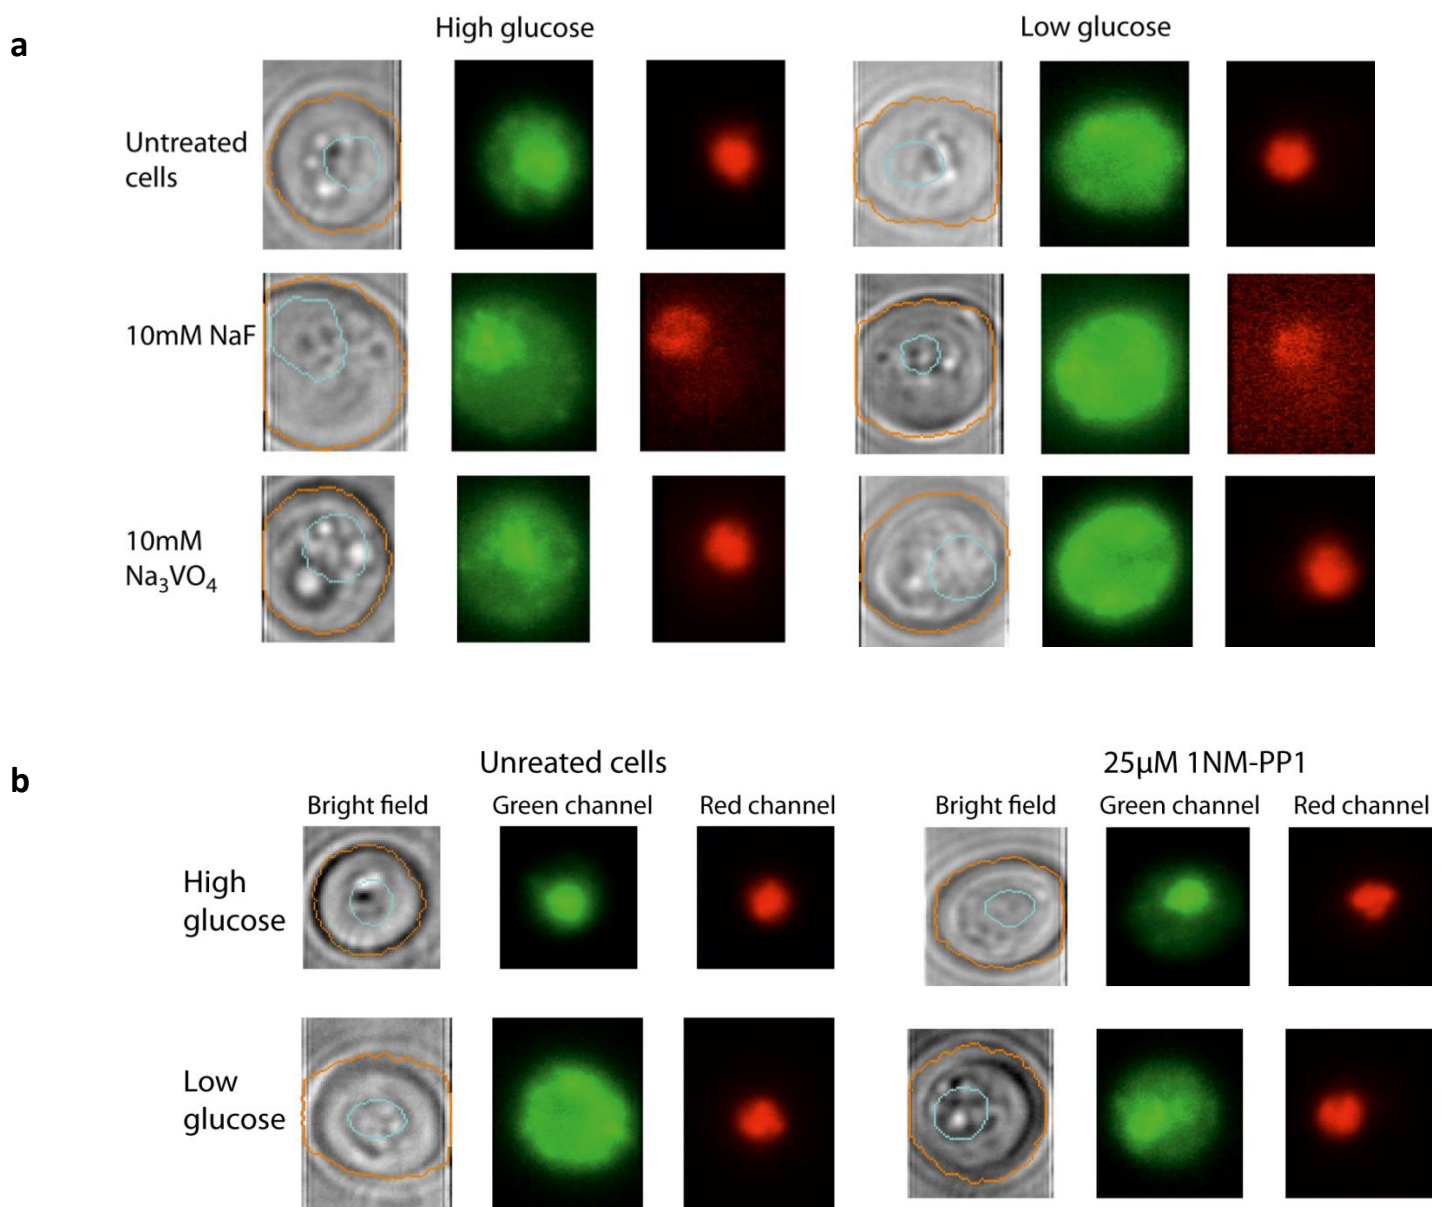 a
High glucose
Low glucose
Untreated
cells
10mM NaF
10mM
Na₃VO₄
b
Unreated cells
25μM 1NM-PP1
Bright field
Green channel
Red channel
Bright field
Green channel
Red channel
High
glucose
Low
glucose